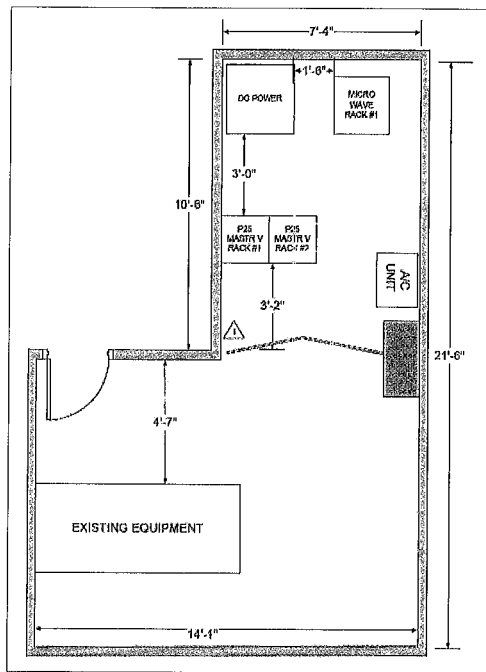 7'-4"
1'-6"
DC POWER
MICRO
WAVE
RACK #1
3'-0"
10'-6"
P25
MASTR V
RACK #1
P25
MASTR V
RACK #2
A/C
UNIT
3'-2"
1
21'-6"
4'-7"
EXISTING EQUIPMENT
14'-1"